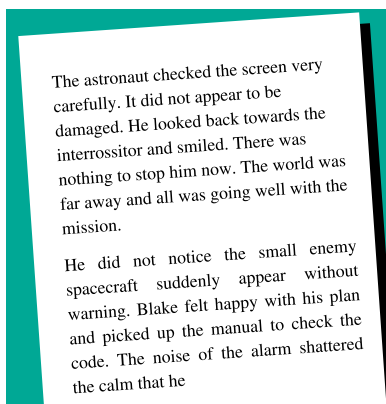 The astronaut checked the screen very
carefully. It did not appear to be
damaged. He looked back towards the
interrossitor and smiled. There was
nothing to stop him now. The world was
far away and all was going well with the
mission.
He did not notice the small enemy
spacecraft suddenly appear without
warning. Blake felt happy with his plan
and picked up the manual to check the
code. The noise of the alarm shattered
the calm that he